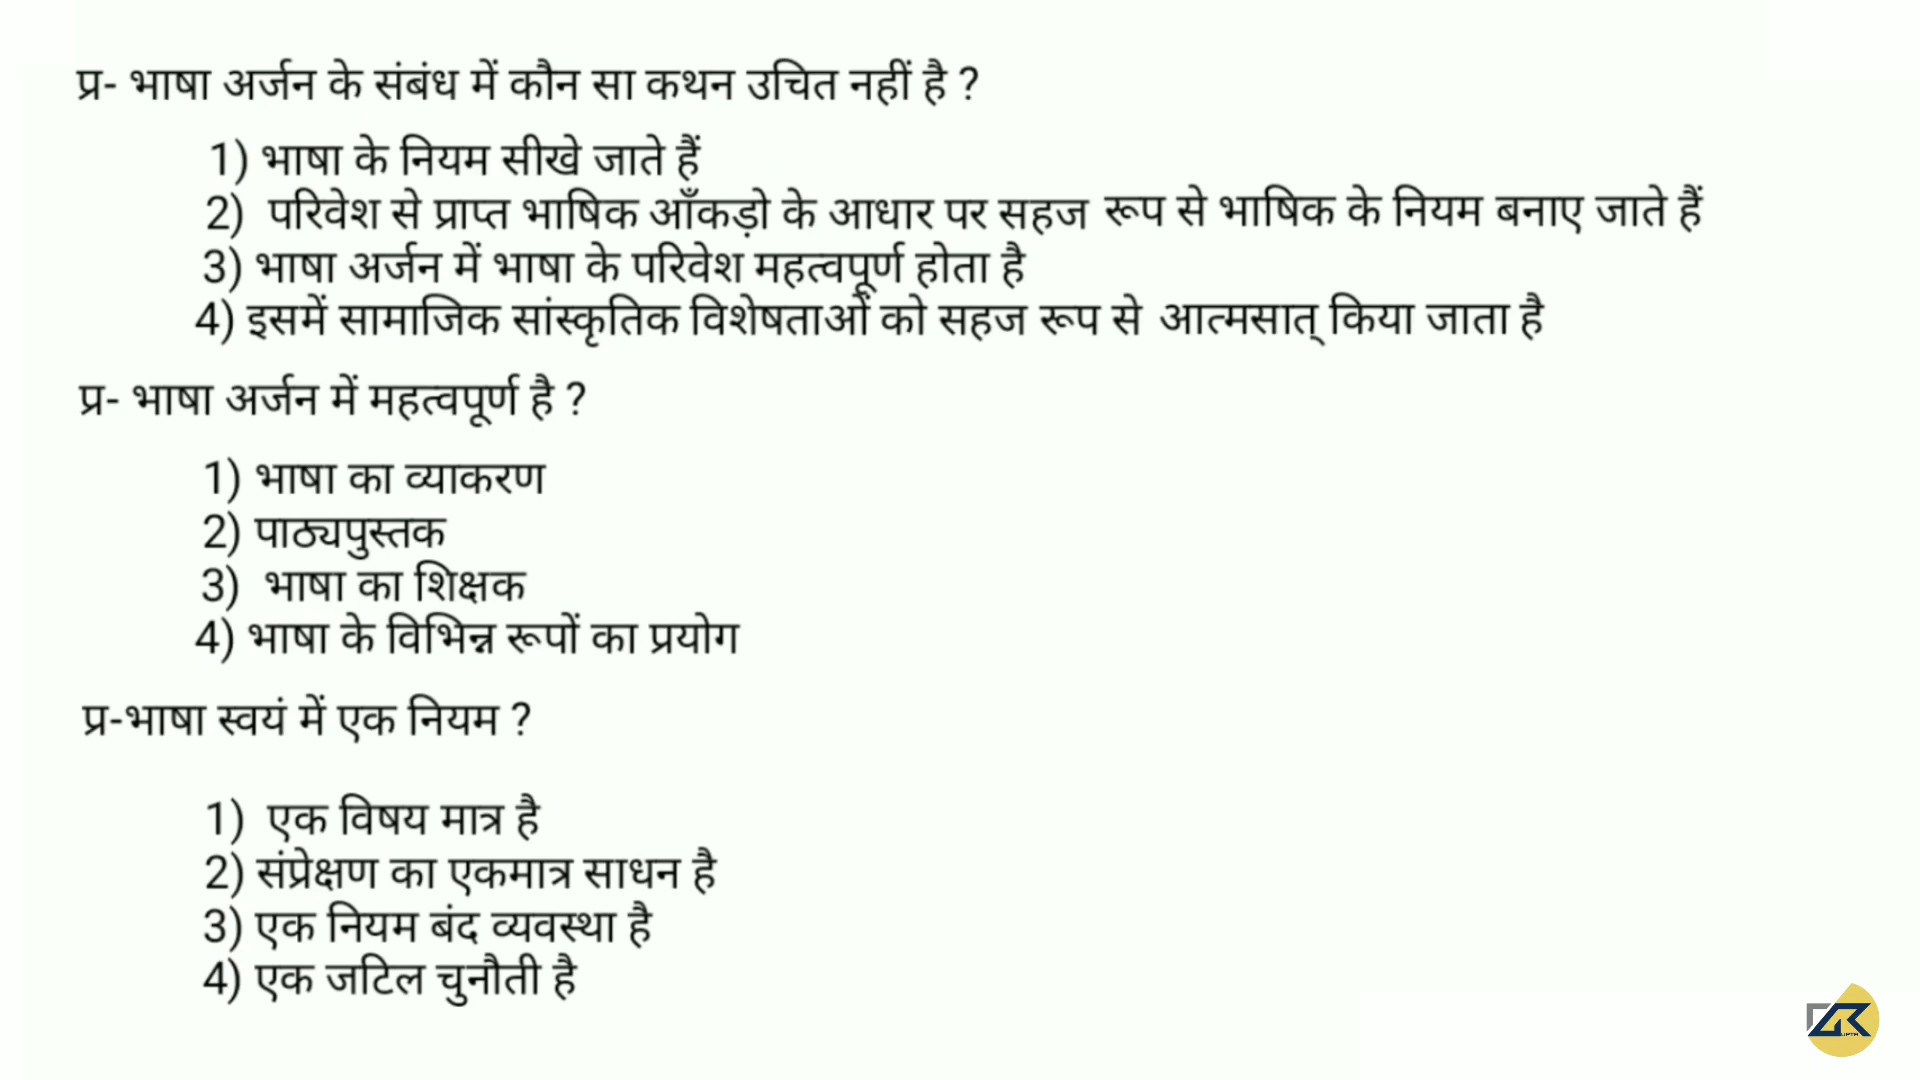 प्र- भाषा अर्जन के संबंध में कौन सा कथन उचित नहीं है ?
1) भाषा के नियम सीखे जाते हैं
2) परिवेश से प्राप्त भाषिक आँकड़ो के आधार पर सहज रूप से भाषिक के नियम बनाए जाते हैं
3) भाषा अर्जन में भाषा के परिवेश महत्वपूर्ण होता है
4) इसमें सामाजिक सांस्कृतिक विशेषताओं को सहज रूप से आत्मसात् किया जाता है
प्र- भाषा अर्जन में महत्वपूर्ण है ?
1) भाषा का व्याकरण
2) पाठ्यपुस्तक
3) भाषा का शिक्षक
4) भाषा के विभिन्न रूपों का प्रयोग
प्र-भाषा स्वयं में एक नियम ?
1) एक विषय मात्र है
2) संप्रेक्षण का एकमात्र साधन है
3) एक नियम बंद व्यवस्था है
4) एक जटिल चुनौती है